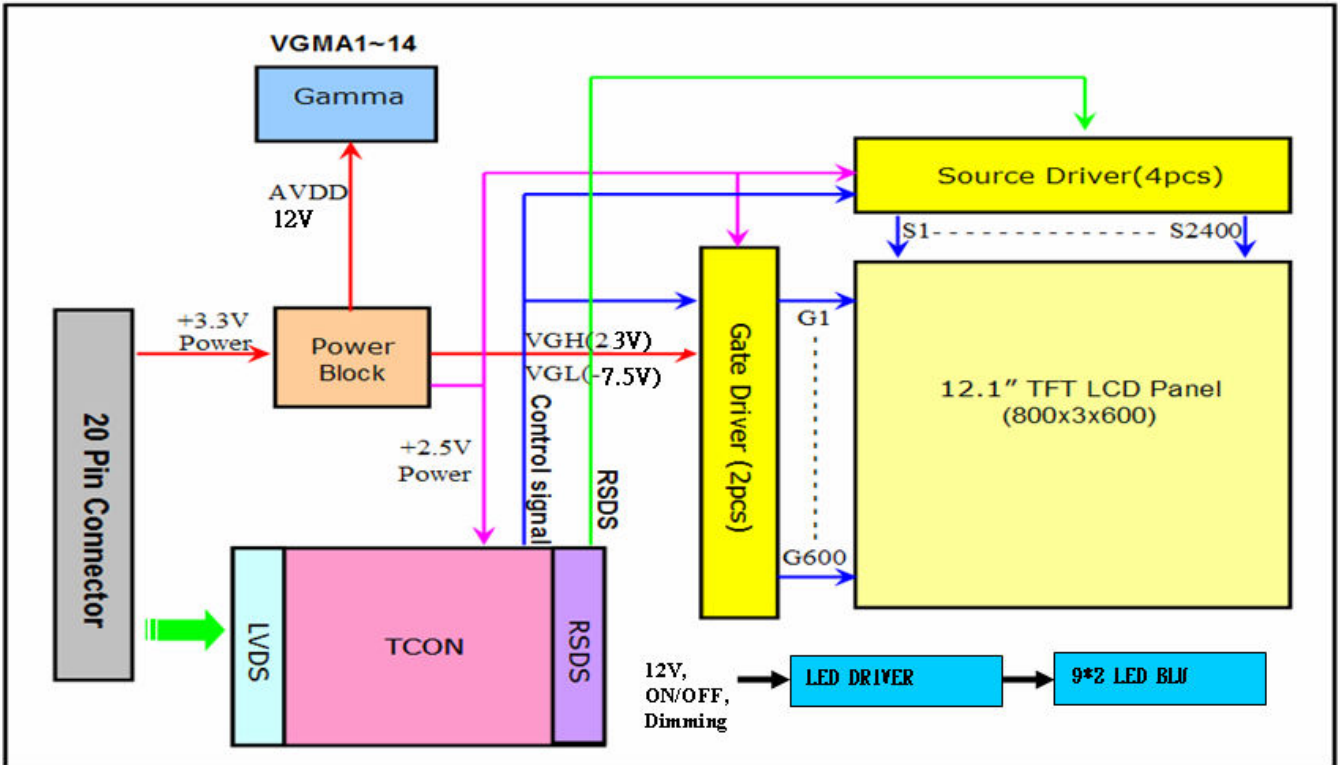 VGMA1~14
Gamma
AVDD
12V
Source Driver(4pcs)
S1
S2400
+3.3V
Power
Power
Block
VGH(23V)
VGL(-7.5V)
G1
Gate Driver (2pcs)
12.1" TFT LCD Panel
(800x3x600)
20 Pin Connector
+2.5V
Power
Control signal
RSDS
G600
LVDS
TCON
RSDS
12V,
ON/OFF,
Dimming
LED DRIVER
9*2 LED BLU